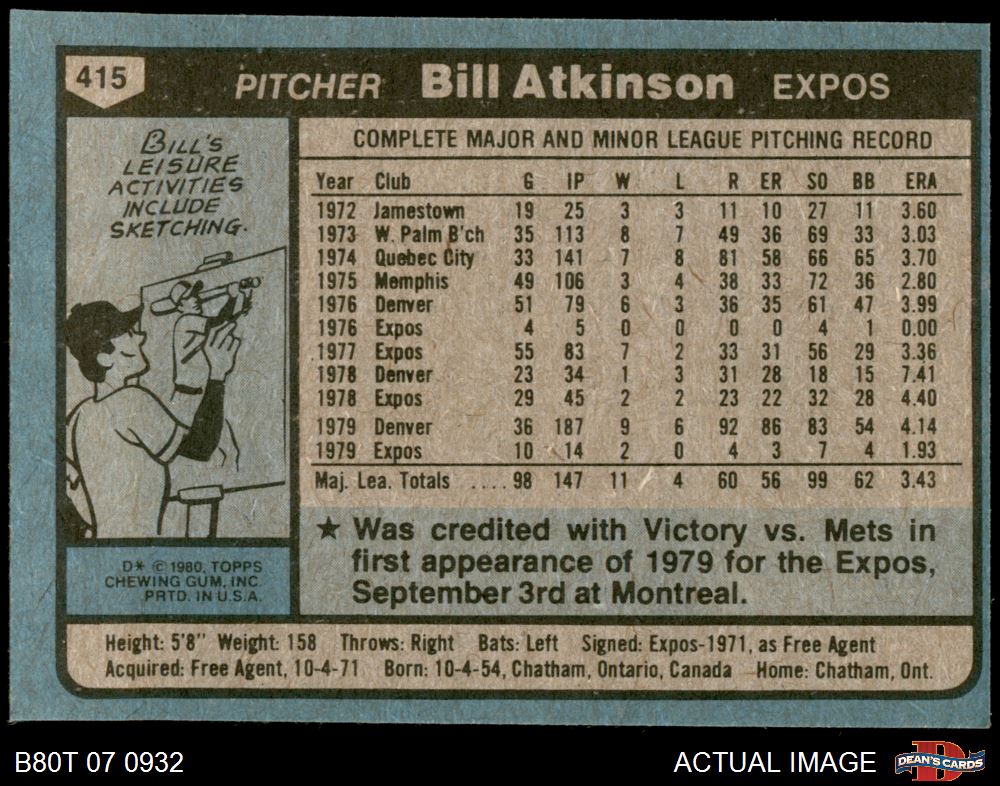 415
PITCHER Bill Atkinson EXPOS
BILL'S
LEISURE
ACTIVITIES
INCLUDE
SKETCHING.
D* © 1980, TOPPS
CHEWING GUM, INC.
PRTD. IN U.S.A.
COMPLETE MAJOR AND MINOR LEAGUE PITCHING RECORD
Year Club G IP W L R ER SO BB ERA
1972 Jamestown 19 25 3 3 11 10 27 11 3.60
1973 W. Palm B'ch 35 113 8 7 49 36 69 33 3.03
1974 Quebec City 33 141 7 8 81 58 66 65 3.70
1975 Memphis 49 106 3 4 38 33 72 36 2.80
1976 Denver 51 79 6 3 36 35 61 47 3.99
1976 Expos 4 5 0 0 0 0 4 1 0.00
1977 Expos 55 83 7 2 33 31 56 29 3.36
1978 Denver 23 34 1 3 31 28 18 15 7.41
1978 Expos 29 45 2 2 23 22 32 28 4.40
1979 Denver 36 187 9 6 92 86 83 54 4.14
1979 Expos 10 14 2 0 4 3 7 4 1.93
Maj. Lea. Totals .... 98 147 11 4 60 56 99 62 3.43
★ Was credited with Victory vs. Mets in
first appearance of 1979 for the Expos,
September 3rd at Montreal.
Height: 5'8" Weight: 158 Throws: Right Bats: Left Signed: Expos-1971, as Free Agent
Acquired: Free Agent, 10-4-71 Born: 10-4-54, Chatham, Ontario, Canada Home: Chatham, Ont.
B80T 07 0932 ACTUAL IMAGE DEAN'S CARDS